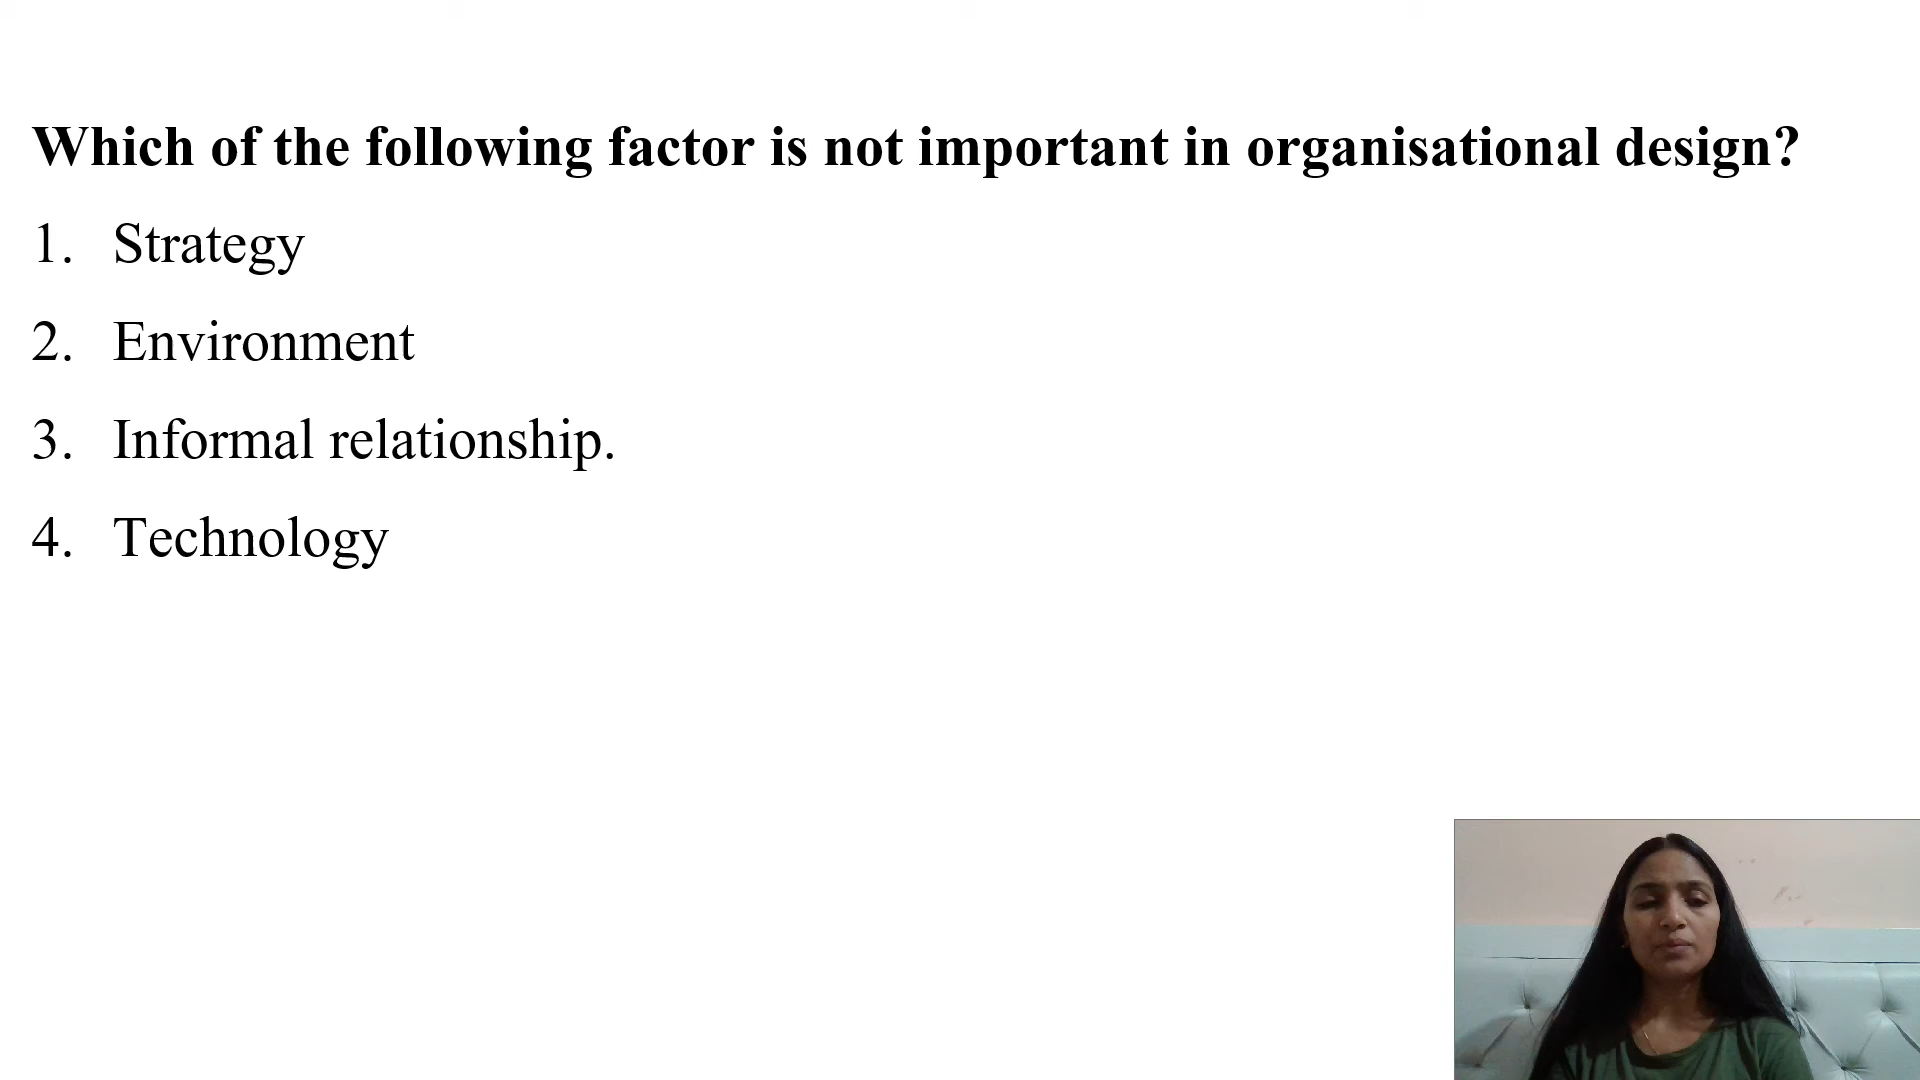 Which of the following factor is not important in organisational design?
1. Strategy
2. Environment
3. Informal relationship.
4. Technology